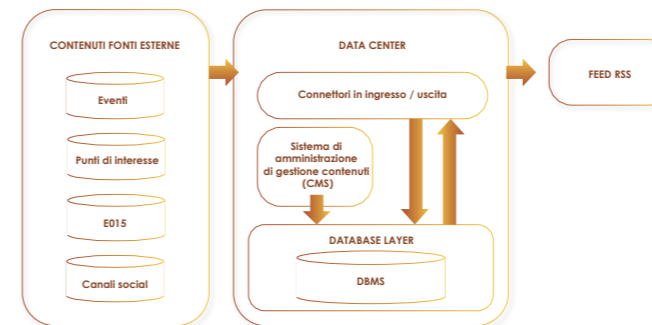 CONTENUTI FONTI ESTERNE
Eventi
Punti di interesse
E015
Canali social
DATA CENTER
Connettori in ingresso / uscita
Sistema di
amministrazione
di gestione contenuti
(CMS)
DATABASE LAYER
DBMS
FEED RSS